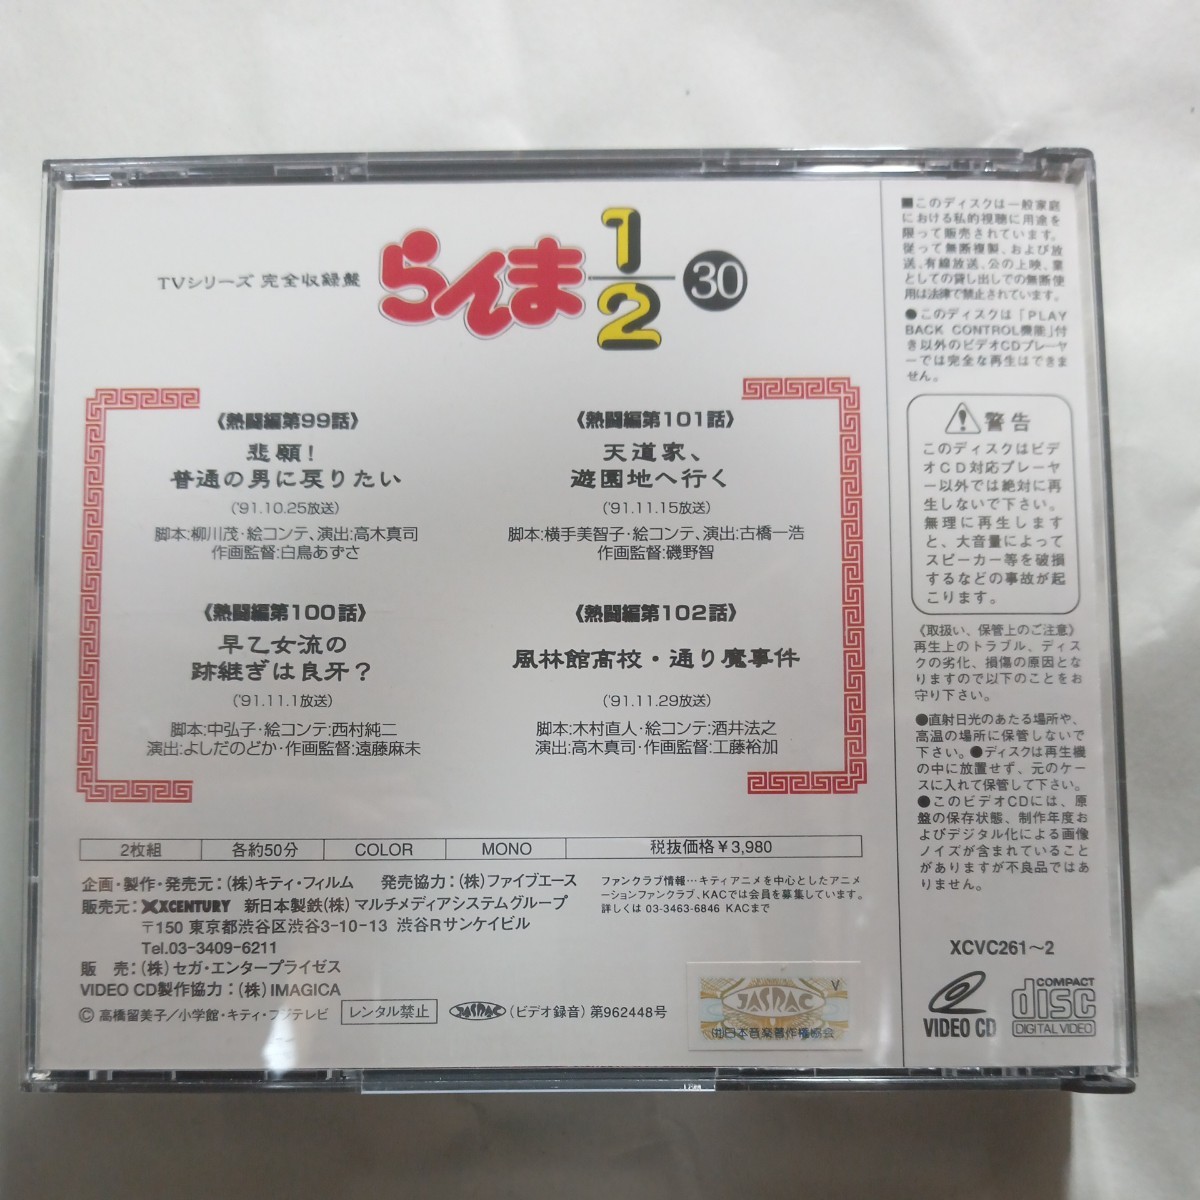 TVシリーズ 完全収録盤
らんま
1
2
30
《熱闘編第99話》
悲願!
普通の男に戻りたい
('91.10.25放送)
脚本:柳川茂・絵コンテ、演出:高木真司
作画監督:白鳥あずさ
《熱闘編第101話》
天道家、
遊園地へ行く
('91.11.15放送)
脚本:横手美智子・絵コンテ、演出:古橋一浩
作画監督:磯野智
《熱闘編第100話》
早乙女流の
跡継ぎは良牙?
('91.11.1放送)
脚本:中弘子・絵コンテ:西村純二
演出:よしだのどか・作画監督:遠藤麻未
《熱闘編第102話》
風林館高校・通り魔事件
('91.11.29放送)
脚本:木村直人・絵コンテ:酒井法之
演出:高木真司・作画監督:工藤裕加
2枚組 各約50分 COLOR MONO 税抜価格¥3,980
企画・製作・発売元:(株)キティ・フィルム 発売協力:(株)ファイブエース
販売元:XXCENTURY 新日本製鉄(株)マルチメディアシステムグループ
〒150 東京都渋谷区渋谷3-10-13 渋谷Rサンケイビル
Tel.03-3409-6211
販 売:(株)セガ・エンタープライゼス
VIDEO CD製作協力:(株)IMAGICA
©高橋留美子/小学館・キティ・フジテレビ レンタル禁止 JASRAC(ビデオ録音)第962448号
ファンクラブ情報…キティアニメを中心としたアニメ
ーションファンクラブ、KACでは会員を募集しています。
詳しくは 03-3463-6846 KACまで
V
JASRAC
(社)日本音楽著作権協会
■このディスクは一般家庭
における私的視聴に用途を
限って販売されています。
従って無断複製、および放
送、有線放送、公の上映、業
としての貸し出しでの無断使
用は法律で禁止されています。
●このディスクは「PLAY
BACK CONTROL機能」付
き以外のビデオCDプレーヤ
ーでは完全な再生はできま
せん。
警告
このディスクはビデ
オCD対応プレーヤ
ー以外では絶対に再
生しないで下さい。
無理に再生します
と、大音量によって
スピーカー等を破損
するなどの事故が起
こります。
《取扱い、保管上のご注意》
再生上のトラブル、ディス
クの劣化、損傷の原因とな
りますので以下のことをお
守り下さい。
●直射日光のあたる場所や、
高温の場所に保管しないで
下さい。●ディスクは再生機
の中に放置せず、元のケー
スに入れて保管して下さい。
●このビデオCDには、原
盤の保存状態、制作年度お
よびデジタル化による画像
ノイズが含まれていること
がありますが不良品ではあ
りません。
XCVC261〜2
VIDEO CD
COMPACT
disc
DIGITAL VIDEO